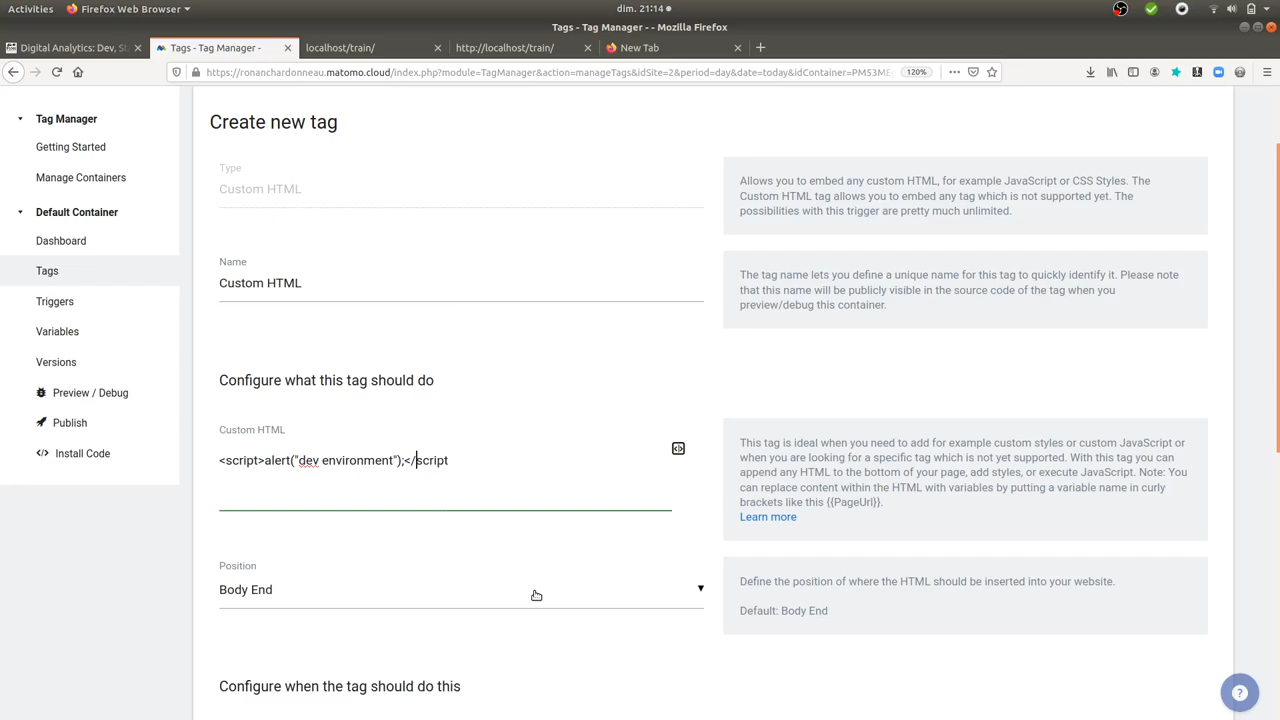 Activities
Firefox Web Browser
dim. 21:14
Tags - Tag Manager - - Mozilla Firefox
Digital Analytics: Dev, St
Tags - Tag Manager -
localhost/train/
http://localhost/train/
New Tab
https://ronanchardonneau.matomo.cloud/index.php?module=TagManager&action=manageTags&idSite=2&period=day&date=today&idContainer=PM53ME
120%
Tag Manager
Getting Started
Manage Containers
Default Container
Dashboard
Tags
Triggers
Variables
Versions
Preview / Debug
Publish
Install Code
Create new tag
Type
Custom HTML
Allows you to embed any custom HTML, for example JavaScript or CSS Styles. The
Custom HTML tag allows you to embed any tag which is not supported yet. The
possibilities with this trigger are pretty much unlimited.
Name
Custom HTML
The tag name lets you define a unique name for this tag to quickly identify it. Please note
that this name will be publicly visible in the source code of the tag when you
preview/debug this container.
Configure what this tag should do
Custom HTML
<script>alert("dev environment");</script
This tag is ideal when you need to add for example custom styles or custom JavaScript or
when you are looking for a specific tag which is not yet supported. With this tag you can
append any HTML to the bottom of your page, add styles, or execute JavaScript. Note: You
can replace content within the HTML with variables by putting a variable name in curly
brackets like this {{PageUrl}}.
Learn more
Position
Body End
Define the position of where the HTML should be inserted into your website.
Default: Body End
Configure when the tag should do this